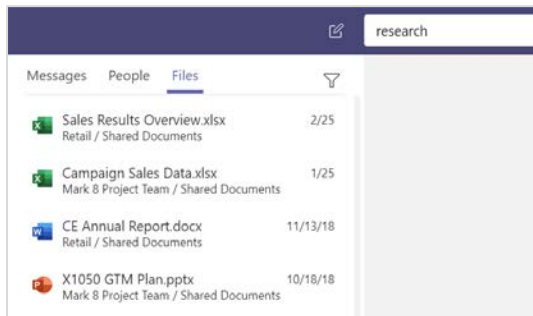 research
Messages People Files
Sales Results Overview.xlsx 2/25
Retail / Shared Documents
Campaign Sales Data.xlsx 1/25
Mark 8 Project Team / Shared Documents
CE Annual Report.docx 11/13/18
Retail / Shared Documents
X1050 GTM Plan.pptx 10/18/18
Mark 8 Project Team / Shared Documents